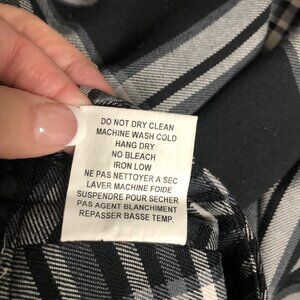 DO NOT DRY CLEAN
MACHINE WASH COLD
HANG DRY
NO BLEACH
IRON LOW
NE PAS NETTOYER A SEC
LAVER MACHINE FOIDE
SUSPENDRE POUR SECHER
PAS AGENT BLANCHIMENT
REPASSER BASSE TEMP.